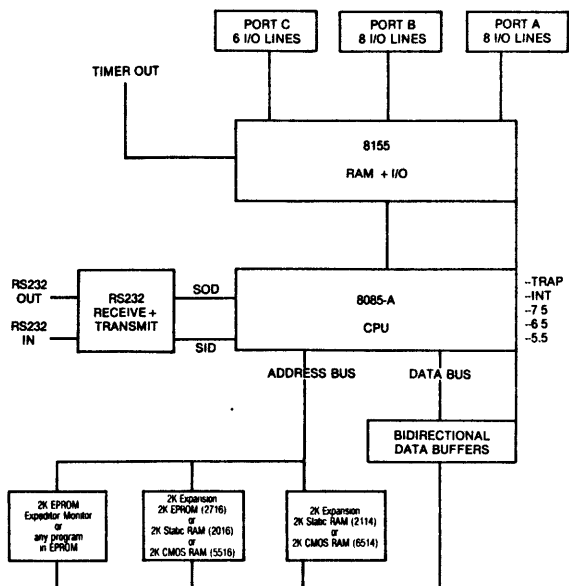 PORT C
6 I/O LINES
PORT B
8 I/O LINES
PORT A
8 I/O LINES
TIMER OUT
8155
RAM + I/O
RS232
OUT
RS232
IN
RS232
RECEIVE +
TRANSMIT
SOD
SID
8085-A
CPU
-TRAP
-INT
-7 5
-6 5
-5.5
ADDRESS BUS
DATA BUS
BIDIRECTIONAL
DATA BUFFERS
2K EPROM
Expeditor Monitor
or
any program
in EPROM
2K Expansion
2K EPROM (2716)
or
2K Static RAM (2016)
or
2K CMOS RAM (5516)
2K Expansion
2K Static RAM (2114)
or
2K CMOS RAM (6514)